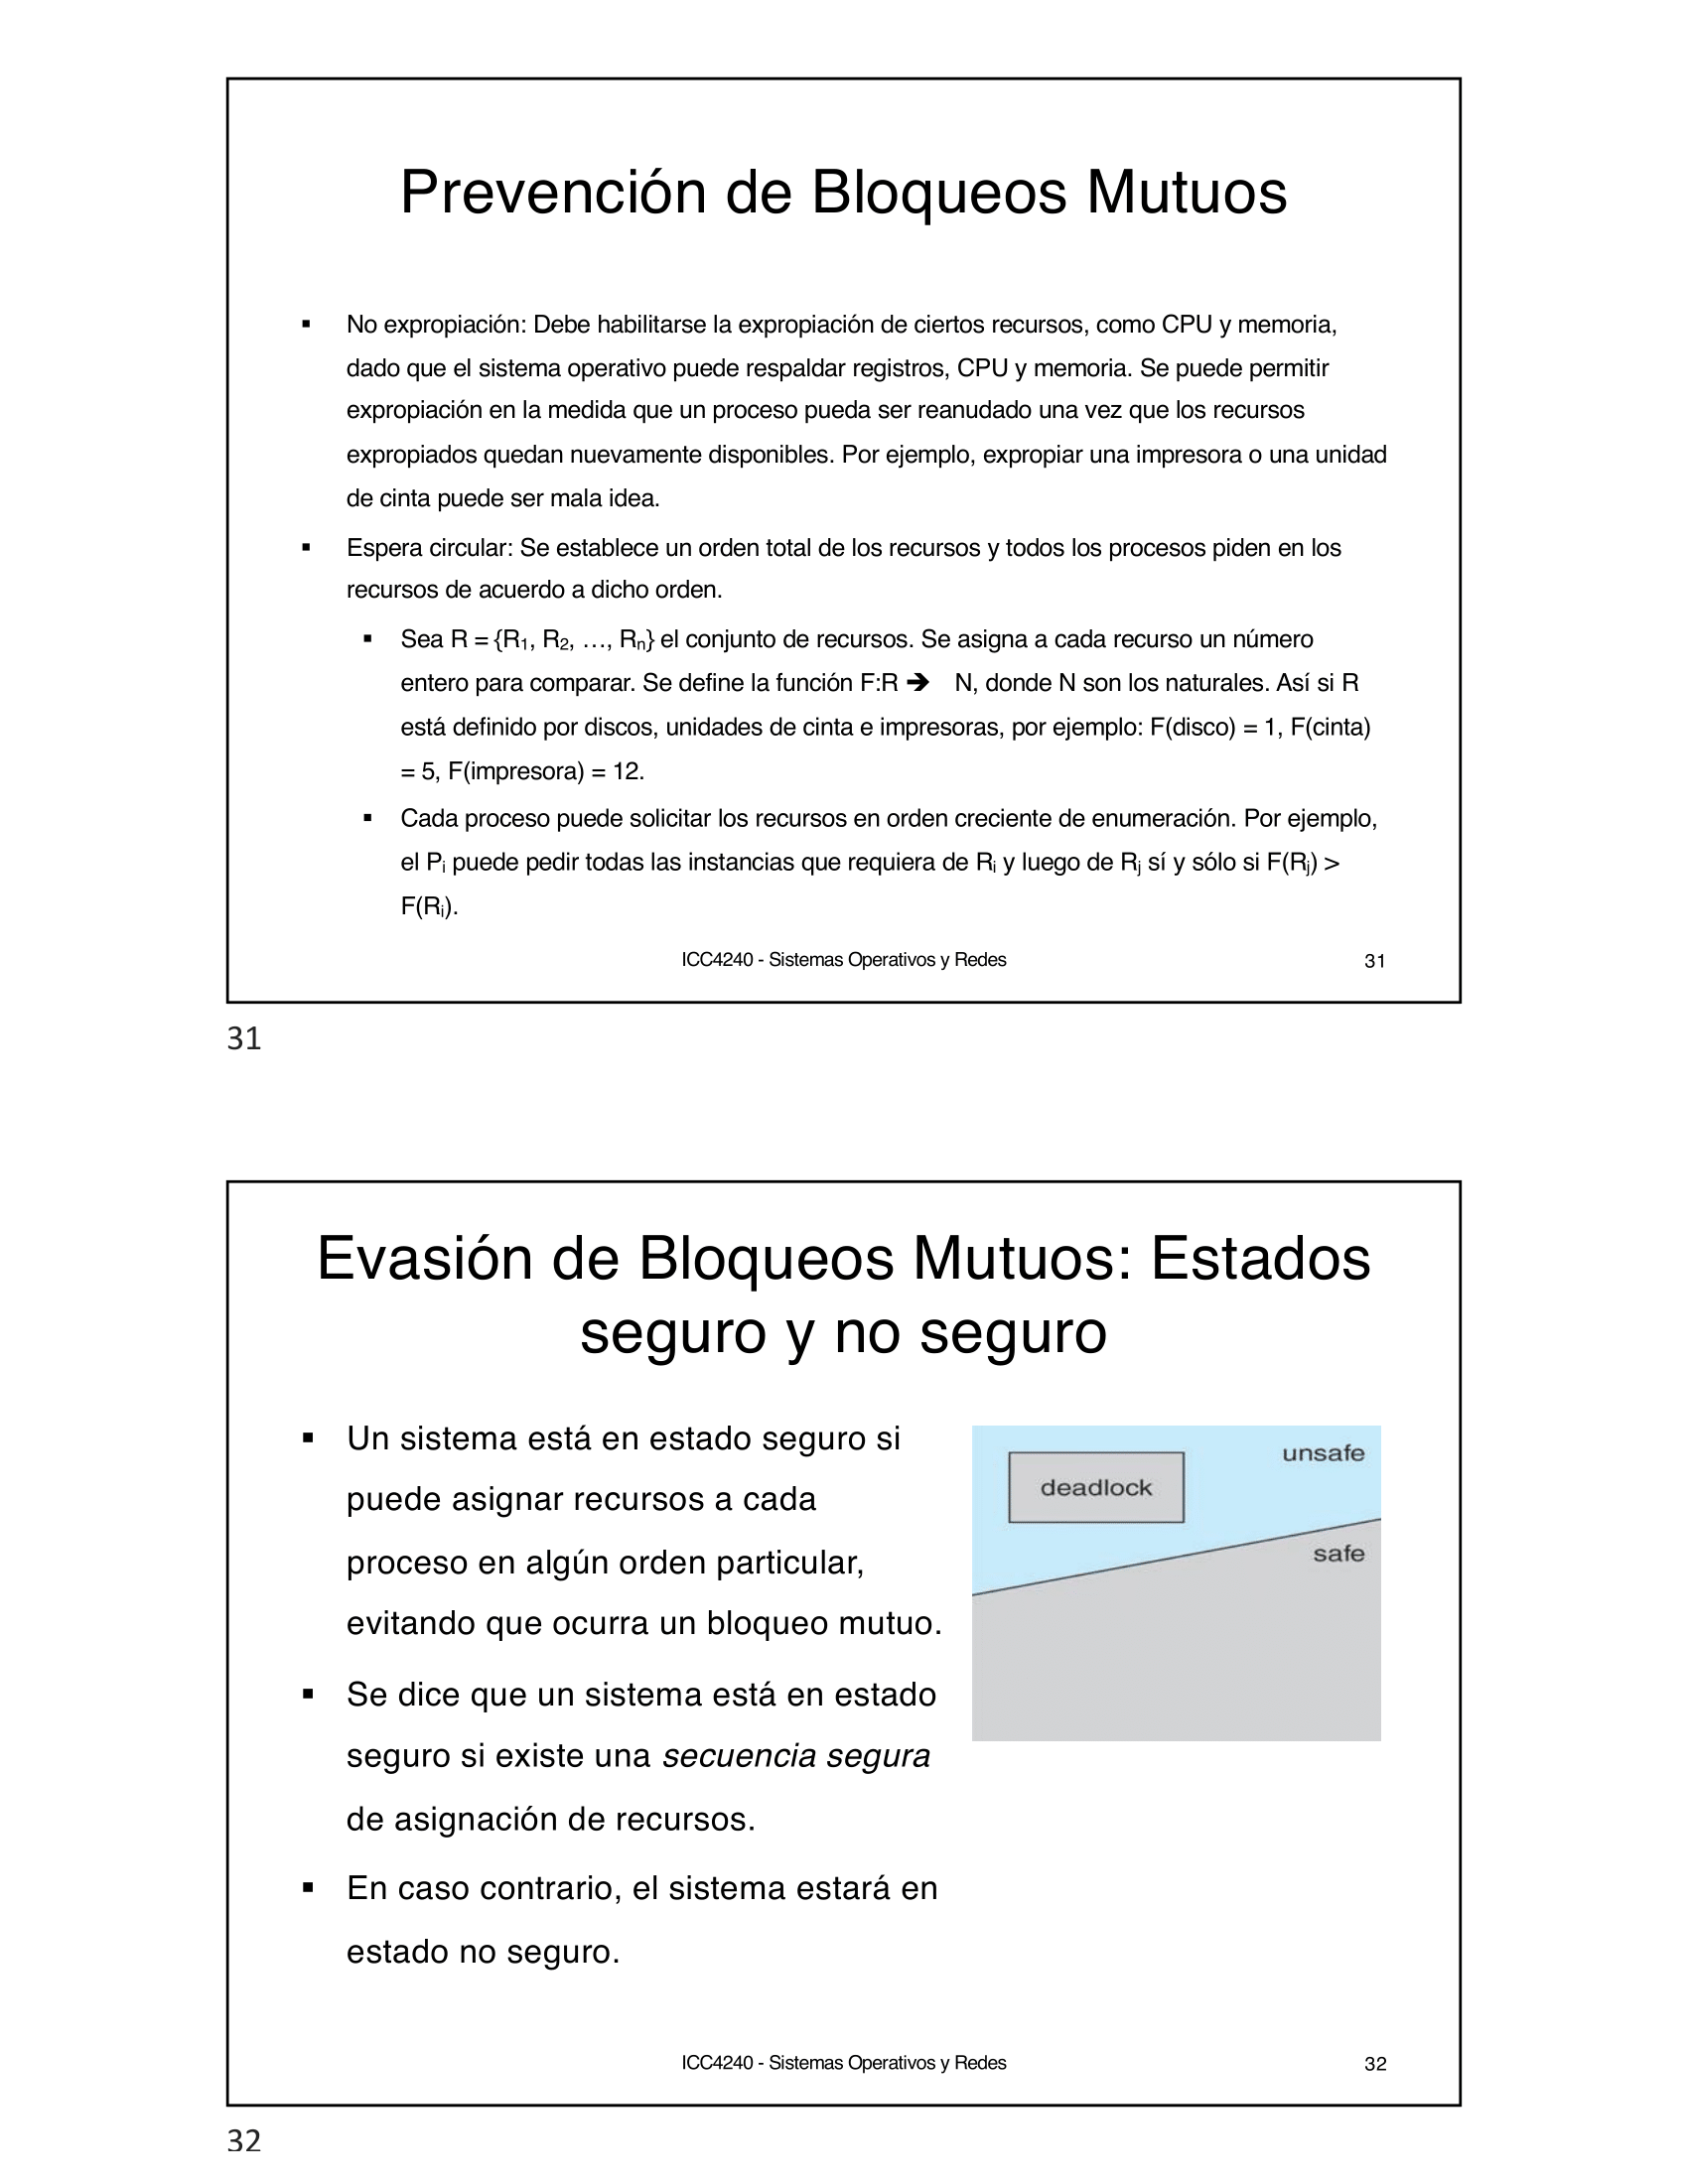 Prevención de Bloqueos Mutuos
▪ No expropiación: Debe habilitarse la expropiación de ciertos recursos, como CPU y memoria,
dado que el sistema operativo puede respaldar registros, CPU y memoria. Se puede permitir
expropiación en la medida que un proceso pueda ser reanudado una vez que los recursos
expropiados quedan nuevamente disponibles. Por ejemplo, expropiar una impresora o una unidad
de cinta puede ser mala idea.
▪ Espera circular: Se establece un orden total de los recursos y todos los procesos piden en los
recursos de acuerdo a dicho orden.
▪ Sea R = {R₁, R₂, …, Rₙ} el conjunto de recursos. Se asigna a cada recurso un número
entero para comparar. Se define la función F:R ➔ N, donde N son los naturales. Así si R
está definido por discos, unidades de cinta e impresoras, por ejemplo: F(disco) = 1, F(cinta)
= 5, F(impresora) = 12.
▪ Cada proceso puede solicitar los recursos en orden creciente de enumeración. Por ejemplo,
el Pᵢ puede pedir todas las instancias que requiera de Rᵢ y luego de Rⱼ sí y sólo si F(Rⱼ) >
F(Rᵢ).
ICC4240 - Sistemas Operativos y Redes
31
31
Evasión de Bloqueos Mutuos: Estados
seguro y no seguro
▪ Un sistema está en estado seguro si
puede asignar recursos a cada
proceso en algún orden particular,
evitando que ocurra un bloqueo mutuo.
▪ Se dice que un sistema está en estado
seguro si existe una secuencia segura
de asignación de recursos.
▪ En caso contrario, el sistema estará en
estado no seguro.
unsafe
deadlock
safe
ICC4240 - Sistemas Operativos y Redes
32
32